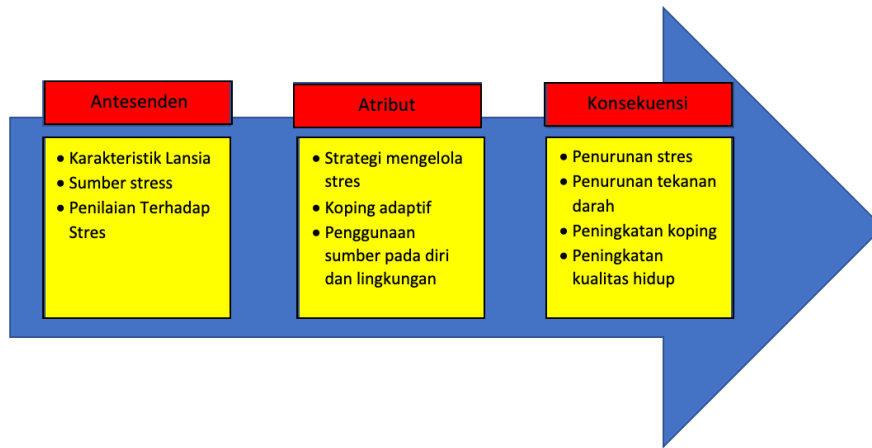 Antesenden
• Karakteristik Lansia
• Sumber stress
• Penilaian Terhadap
Stres
Atribut
• Strategi mengelola
stres
• Koping adaptif
• Penggunaan
sumber pada diri
dan lingkungan
Konsekuensi
• Penurunan stres
• Penurunan tekanan
darah
• Peningkatan koping
• Peningkatan
kualitas hidup